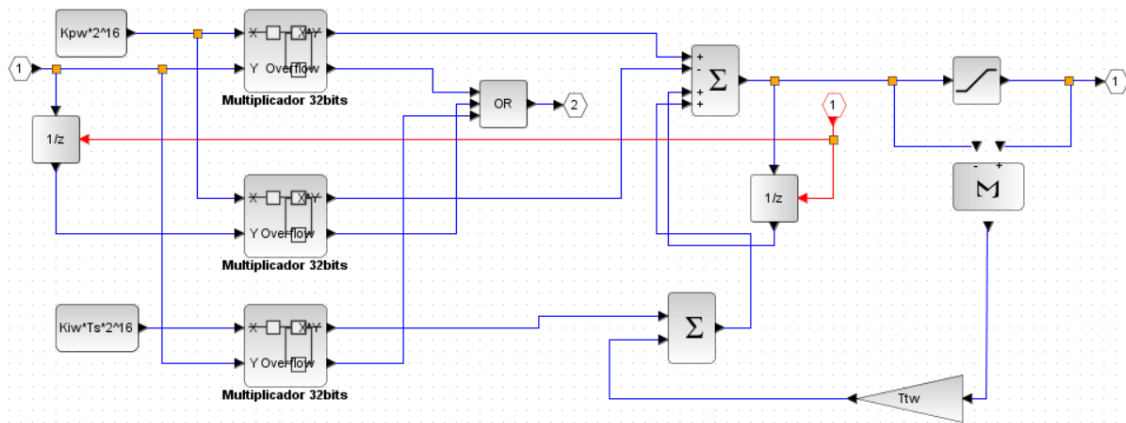 Kpw*2^16
X X Y
1
Y Overflow
Multiplicador 32bits
OR
2
+
-
Σ
+
+
1
1
1/z
- +
Σ
X X Y
1/z
Y Overflow
Multiplicador 32bits
Kiw*Ts*2^16
X X Y
Σ
Y Overflow
Multiplicador 32bits
Ttw